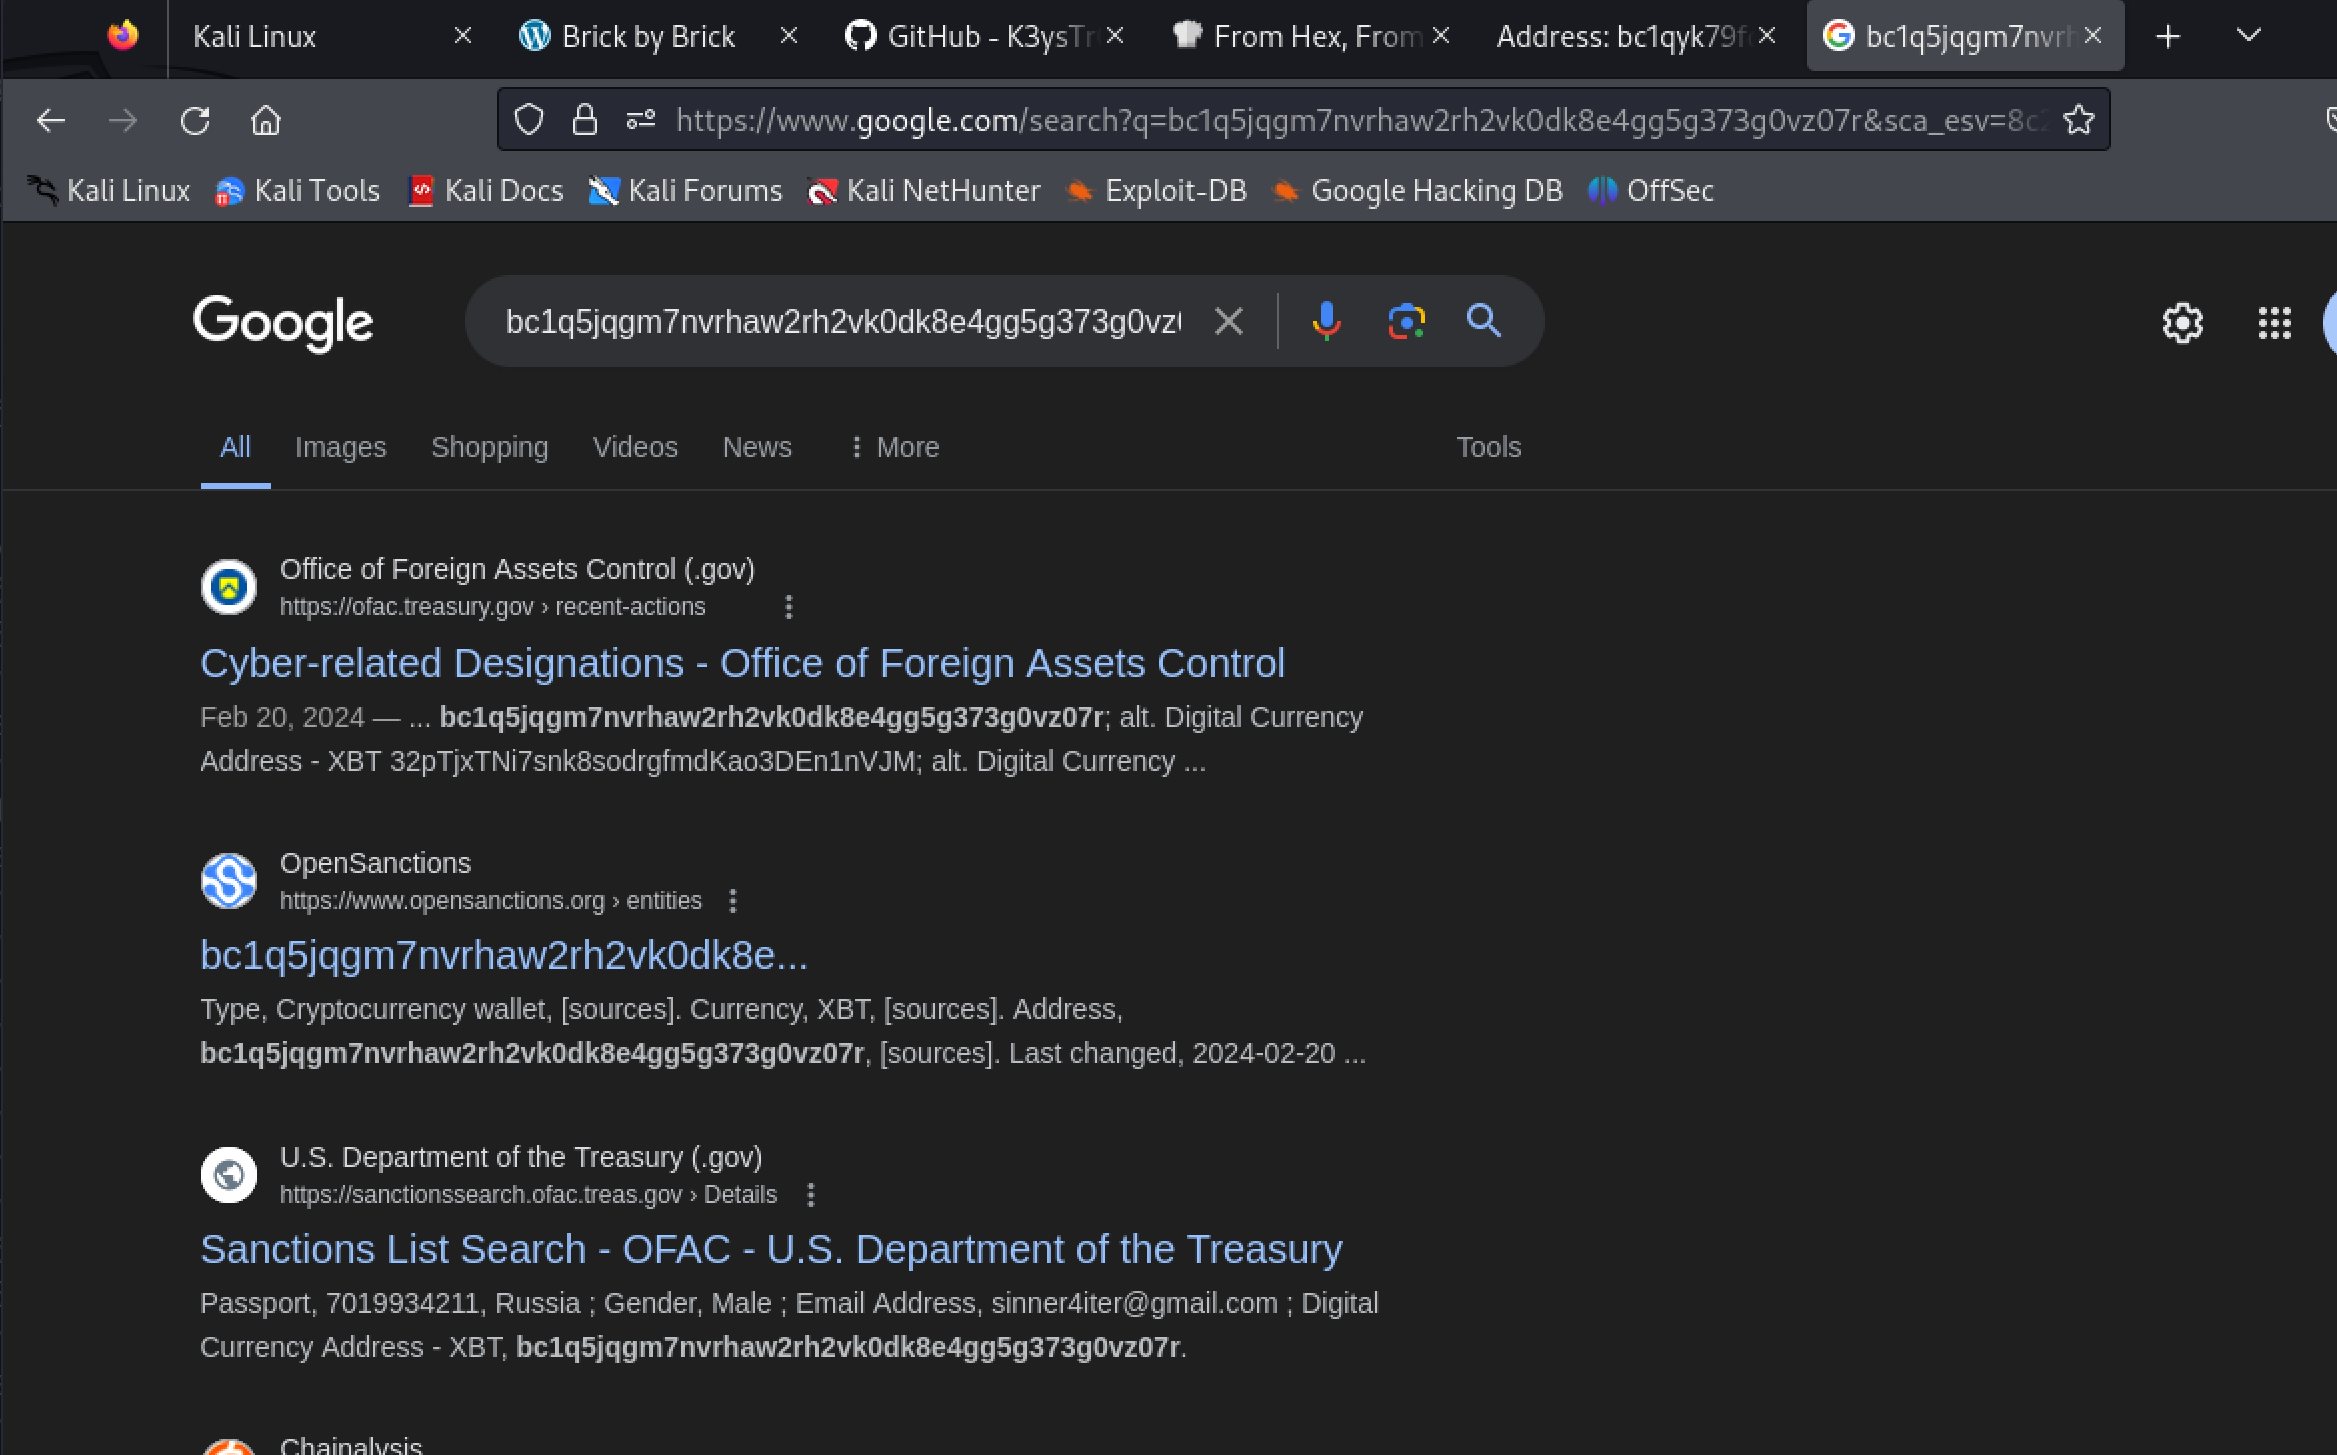 Kali Linux
Brick by Brick
GitHub - K3ysTr
From Hex, From
Address: bc1qyk79f
bc1q5jqgm7nvrh
https://www.google.com/search?q=bc1q5jqgm7nvrhaw2rh2vk0dk8e4gg5g373g0vz07r&sca_esv=8c2
Kali Linux Kali Tools Kali Docs Kali Forums Kali NetHunter Exploit-DB Google Hacking DB OffSec
Google
bc1q5jqgm7nvrhaw2rh2vk0dk8e4gg5g373g0vz
All Images Shopping Videos News More Tools
Office of Foreign Assets Control (.gov)
https://ofac.treasury.gov › recent-actions
Cyber-related Designations - Office of Foreign Assets Control
Feb 20, 2024 — ... bc1q5jqgm7nvrhaw2rh2vk0dk8e4gg5g373g0vz07r; alt. Digital Currency
Address - XBT 32pTjxTNi7snk8sodrgfmdKao3DEn1nVJM; alt. Digital Currency ...
OpenSanctions
https://www.opensanctions.org › entities
bc1q5jqgm7nvrhaw2rh2vk0dk8e...
Type, Cryptocurrency wallet, [sources]. Currency, XBT, [sources]. Address,
bc1q5jqgm7nvrhaw2rh2vk0dk8e4gg5g373g0vz07r, [sources]. Last changed, 2024-02-20 ...
U.S. Department of the Treasury (.gov)
https://sanctionssearch.ofac.treas.gov › Details
Sanctions List Search - OFAC - U.S. Department of the Treasury
Passport, 7019934211, Russia ; Gender, Male ; Email Address, sinner4iter@gmail.com ; Digital
Currency Address - XBT, bc1q5jqgm7nvrhaw2rh2vk0dk8e4gg5g373g0vz07r.
Chainalysis